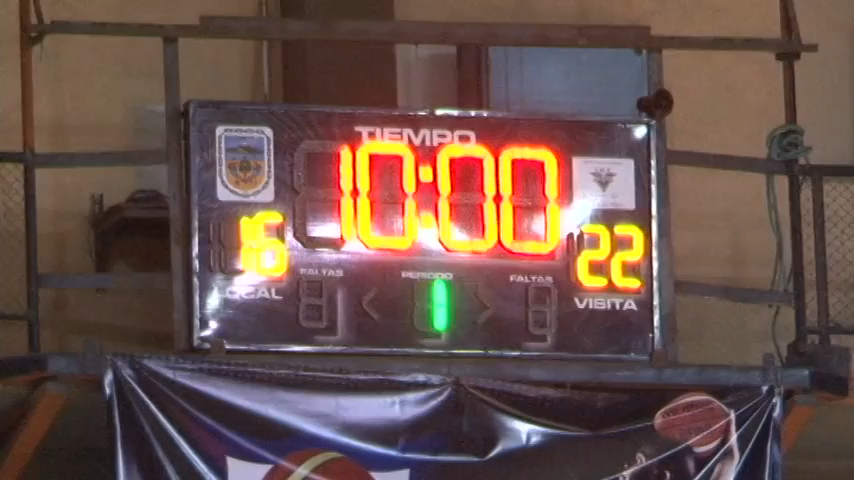 TIEMPO
10:00
16 22
LOCAL VISITA
FALTAS PERIODO FALTAS
1